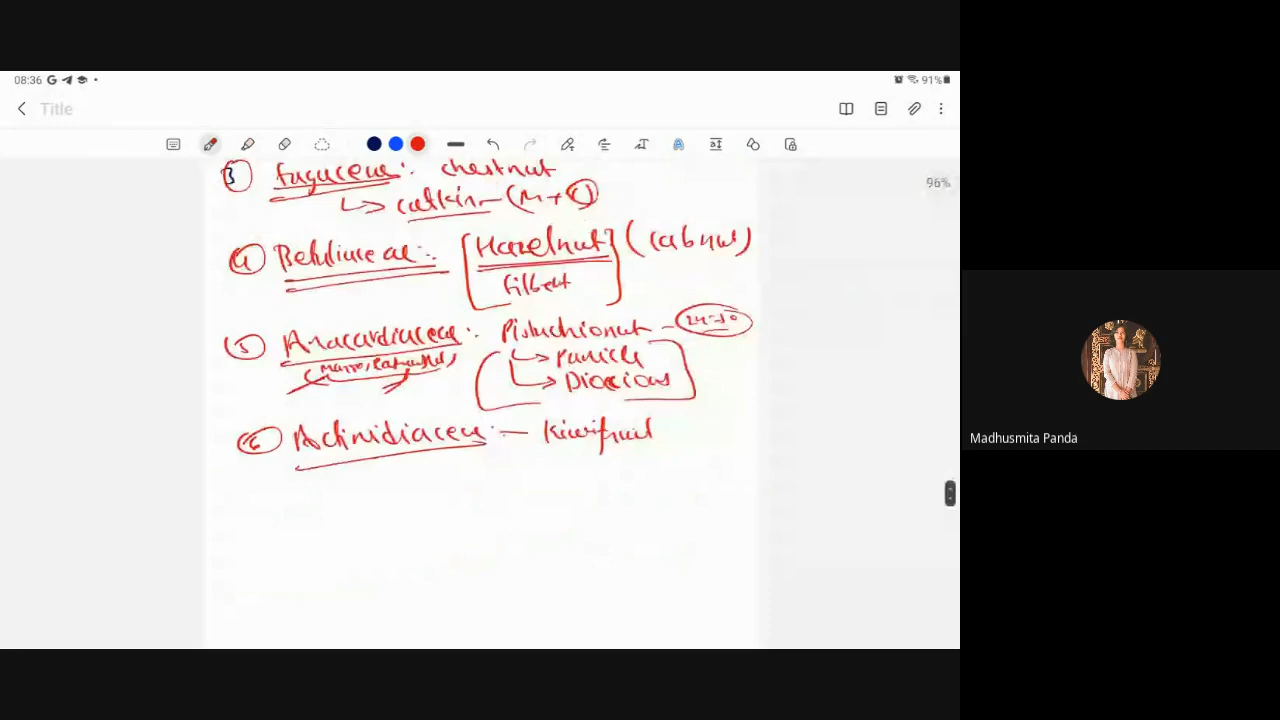 08:36
91%
Title
96%
3 Fagaceae: chestnut
↳ catkin - (M + C)
4 Betulaceae: [Hazelnut] (cobnut)
Filbert
5 Anacardiaceae: Pistachionut -
(Mango, Cashewnut)
↳ Panicle
↳ Dioecious
6 Actinidiaceae: — Kiwifruit
Madhusmita Panda